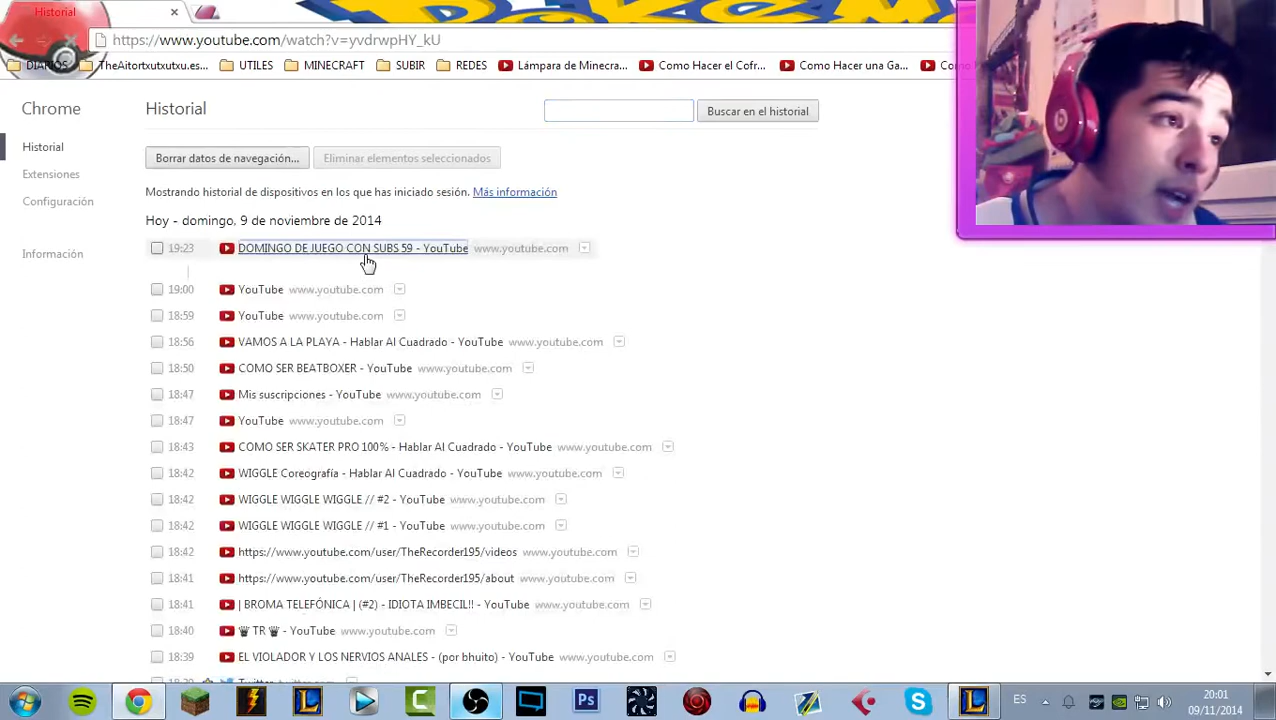 Historial
https://www.youtube.com/watch?v=yvdrwpHY_kU
DIARIOS TheAitortxutxutxu.es... UTILES MINECRAFT SUBIR REDES Lámpara de Minecra... Como Hacer el Cofr... Como Hacer una Ga...
Chrome
Historial
Buscar en el historial
Historial
Extensiones
Configuración
Información
Borrar datos de navegación... Eliminar elementos seleccionados
Mostrando historial de dispositivos en los que has iniciado sesión. Más información
Hoy - domingo, 9 de noviembre de 2014
19:23 DOMINGO DE JUEGO CON SUBS 59 - YouTube www.youtube.com
19:00 YouTube www.youtube.com
18:59 YouTube www.youtube.com
18:56 VAMOS A LA PLAYA - Hablar Al Cuadrado - YouTube www.youtube.com
18:50 COMO SER BEATBOXER - YouTube www.youtube.com
18:47 Mis suscripciones - YouTube www.youtube.com
18:47 YouTube www.youtube.com
18:43 COMO SER SKATER PRO 100% - Hablar Al Cuadrado - YouTube www.youtube.com
18:42 WIGGLE Coreografía - Hablar Al Cuadrado - YouTube www.youtube.com
18:42 WIGGLE WIGGLE WIGGLE // #2 - YouTube www.youtube.com
18:42 WIGGLE WIGGLE WIGGLE // #1 - YouTube www.youtube.com
18:42 https://www.youtube.com/user/TheRecorder195/videos www.youtube.com
18:41 https://www.youtube.com/user/TheRecorder195/about www.youtube.com
18:41 | BROMA TELEFÓNICA | (#2) - IDIOTA IMBECIL!! - YouTube www.youtube.com
18:40 ♛ TR ♛ - YouTube www.youtube.com
18:39 EL VIOLADOR Y LOS NERVIOS ANALES - (por bhuito) - YouTube www.youtube.com
ES
20:01
09/11/2014